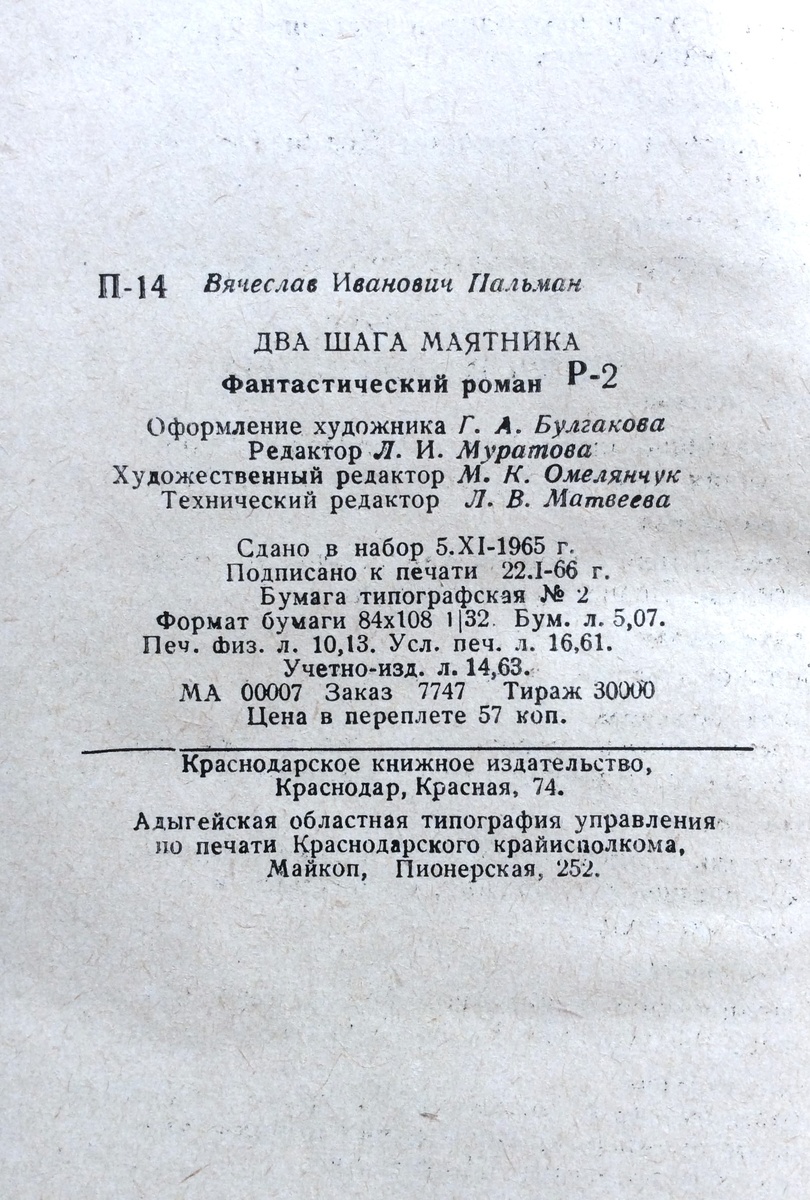 П-14 Вячеслав Иванович Пальман
ДВА ШАГА МАЯТНИКА
Фантастический роман Р-2
Оформление художника Г. А. Булгакова
Редактор Л. И. Муратова
Художественный редактор М. К. Омелянчук
Технический редактор Л. В. Матвеева
Сдано в набор 5.XI-1965 г.
Подписано к печати 22.I-66 г.
Бумага типографская № 2
Формат бумаги 84х108 1|32. Бум. л. 5,07.
Печ. физ. л. 10,13. Усл. печ. л. 16,61.
Учетно-изд. л. 14,63.
МА 00007 Заказ 7747 Тираж 30000
Цена в переплете 57 коп.
Краснодарское книжное издательство,
Краснодар, Красная, 74.
Адыгейская областная типография управления
по печати Краснодарского крайисполкома,
Майкоп, Пионерская, 252.